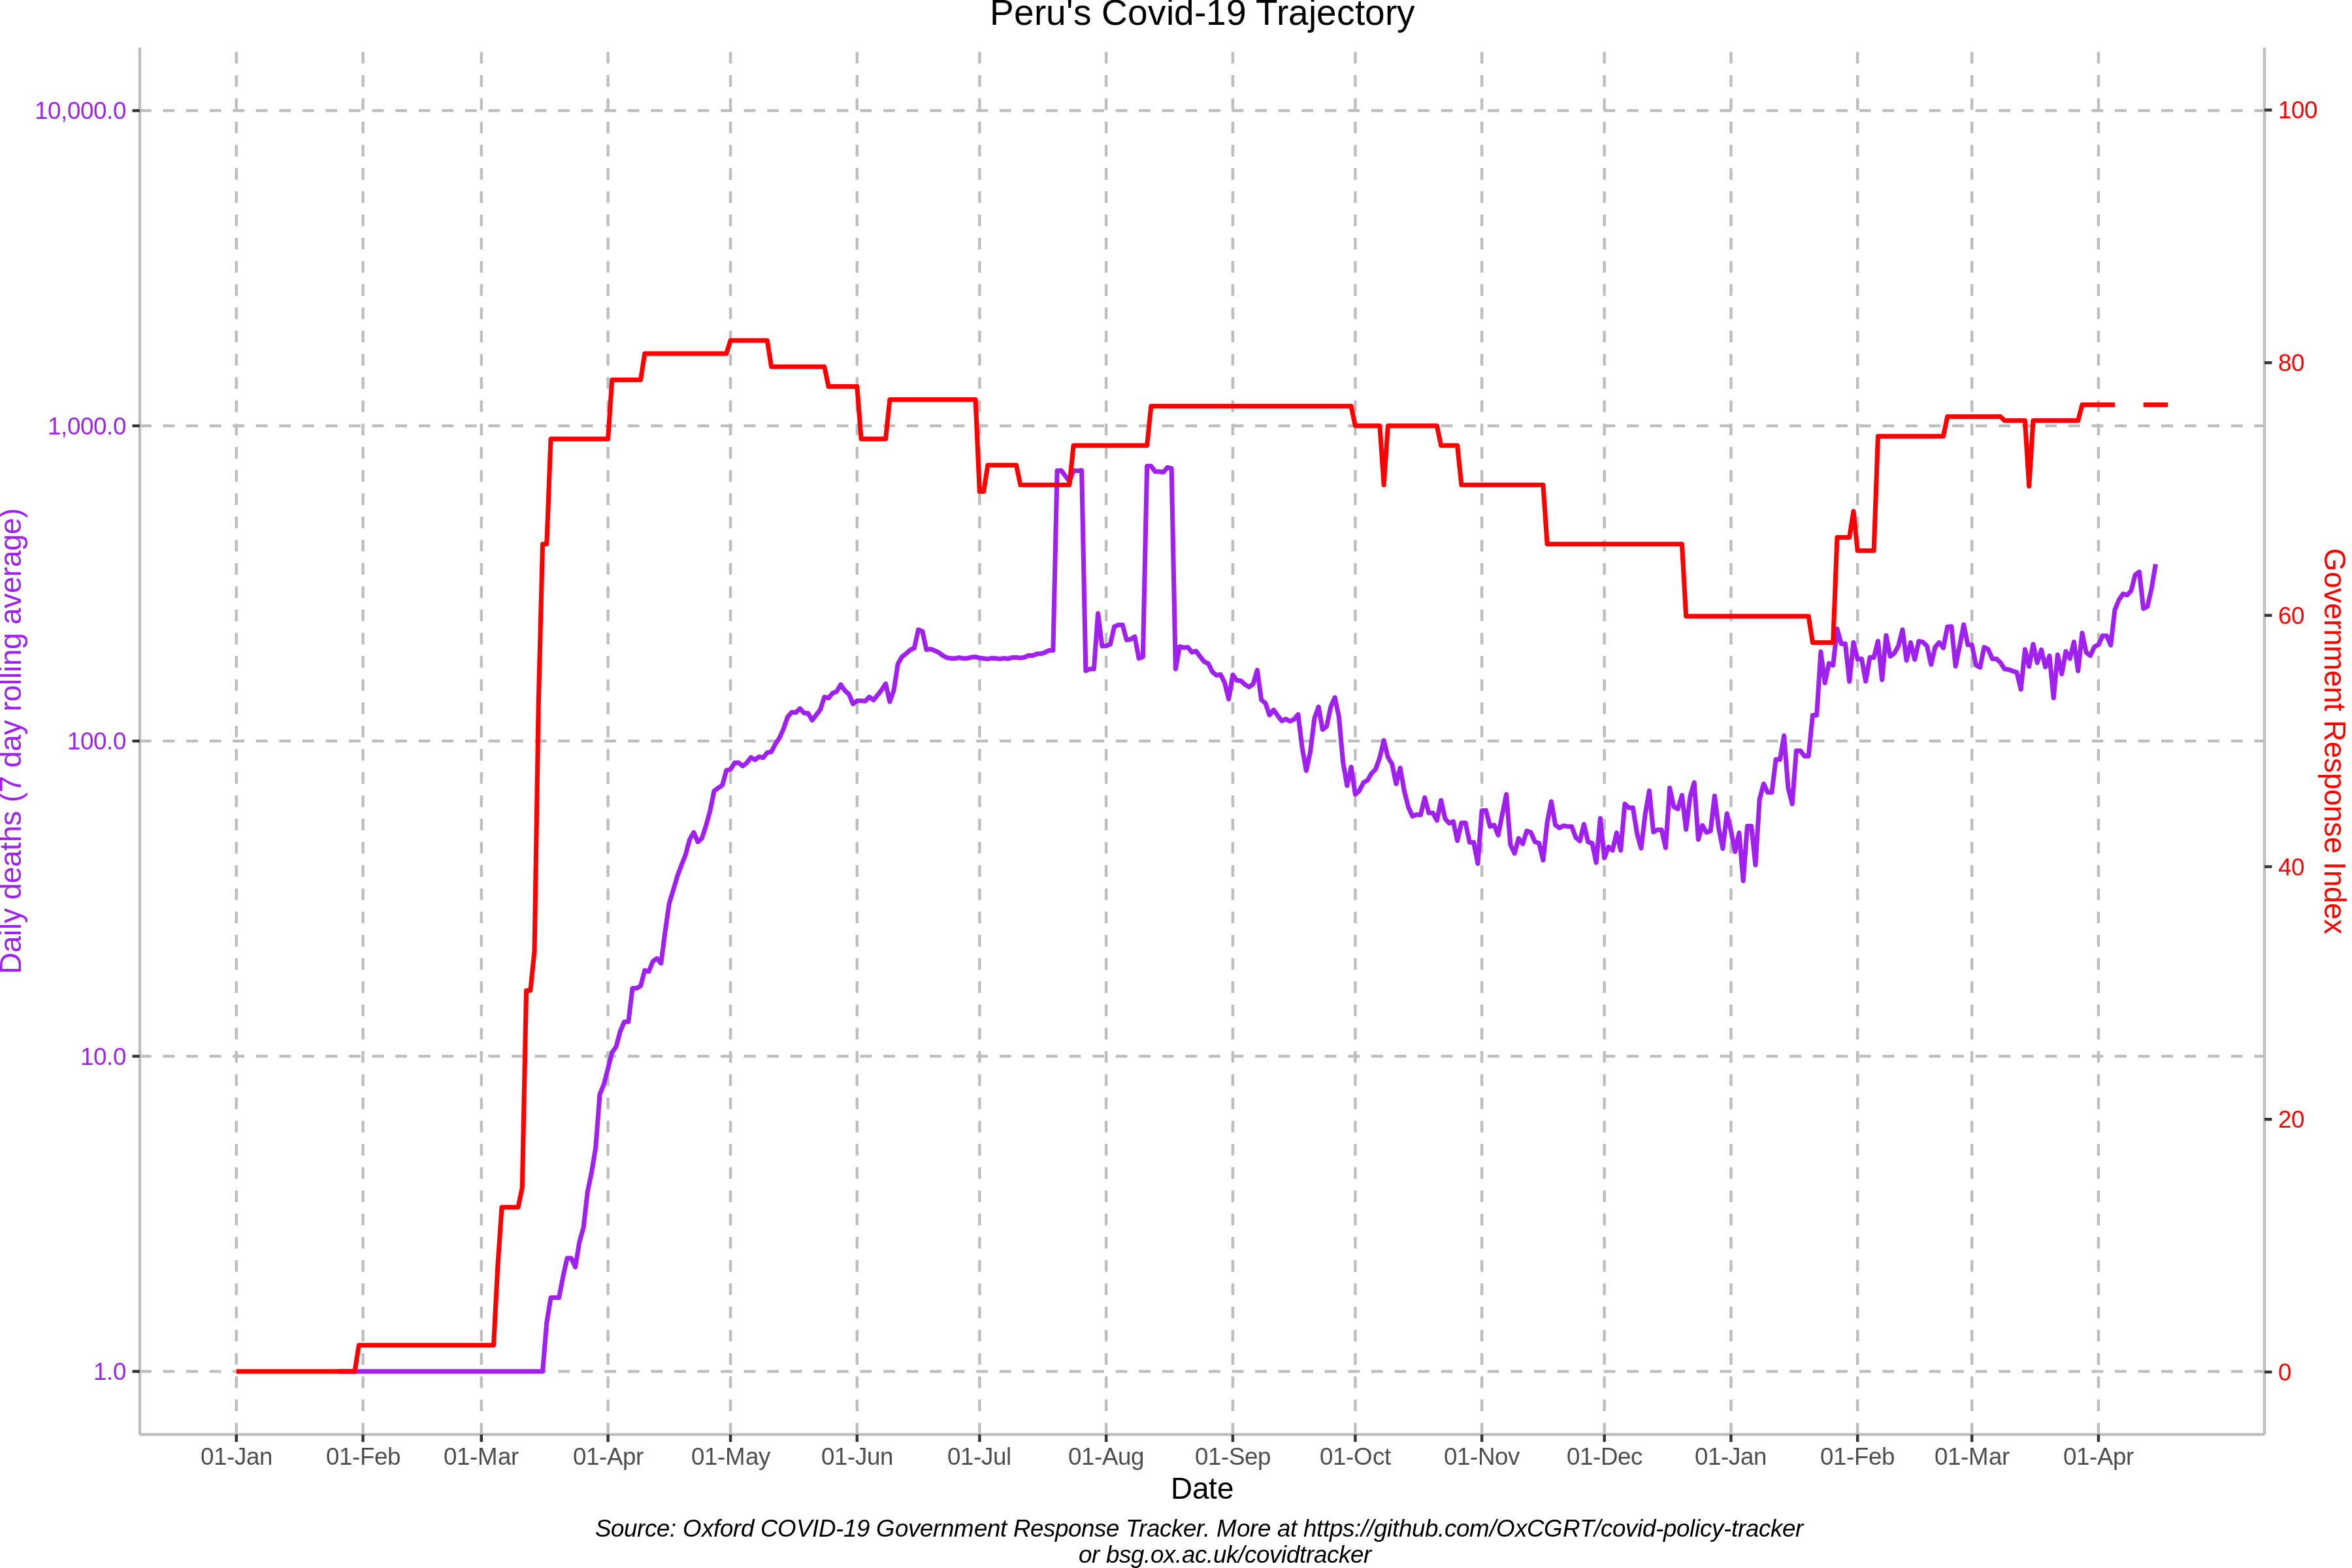 Peru's Covid-19 Trajectory
10,000.0
1,000.0
100.0
10.0
1.0
Daily deaths (7 day rolling average)
100
80
60
40
20
0
Government Response Index
01-Jan 01-Feb 01-Mar 01-Apr 01-May 01-Jun 01-Jul 01-Aug 01-Sep 01-Oct 01-Nov 01-Dec 01-Jan 01-Feb 01-Mar 01-Apr
Date
Source: Oxford COVID-19 Government Response Tracker. More at https://github.com/OxCGRT/covid-policy-tracker
or bsg.ox.ac.uk/covidtracker